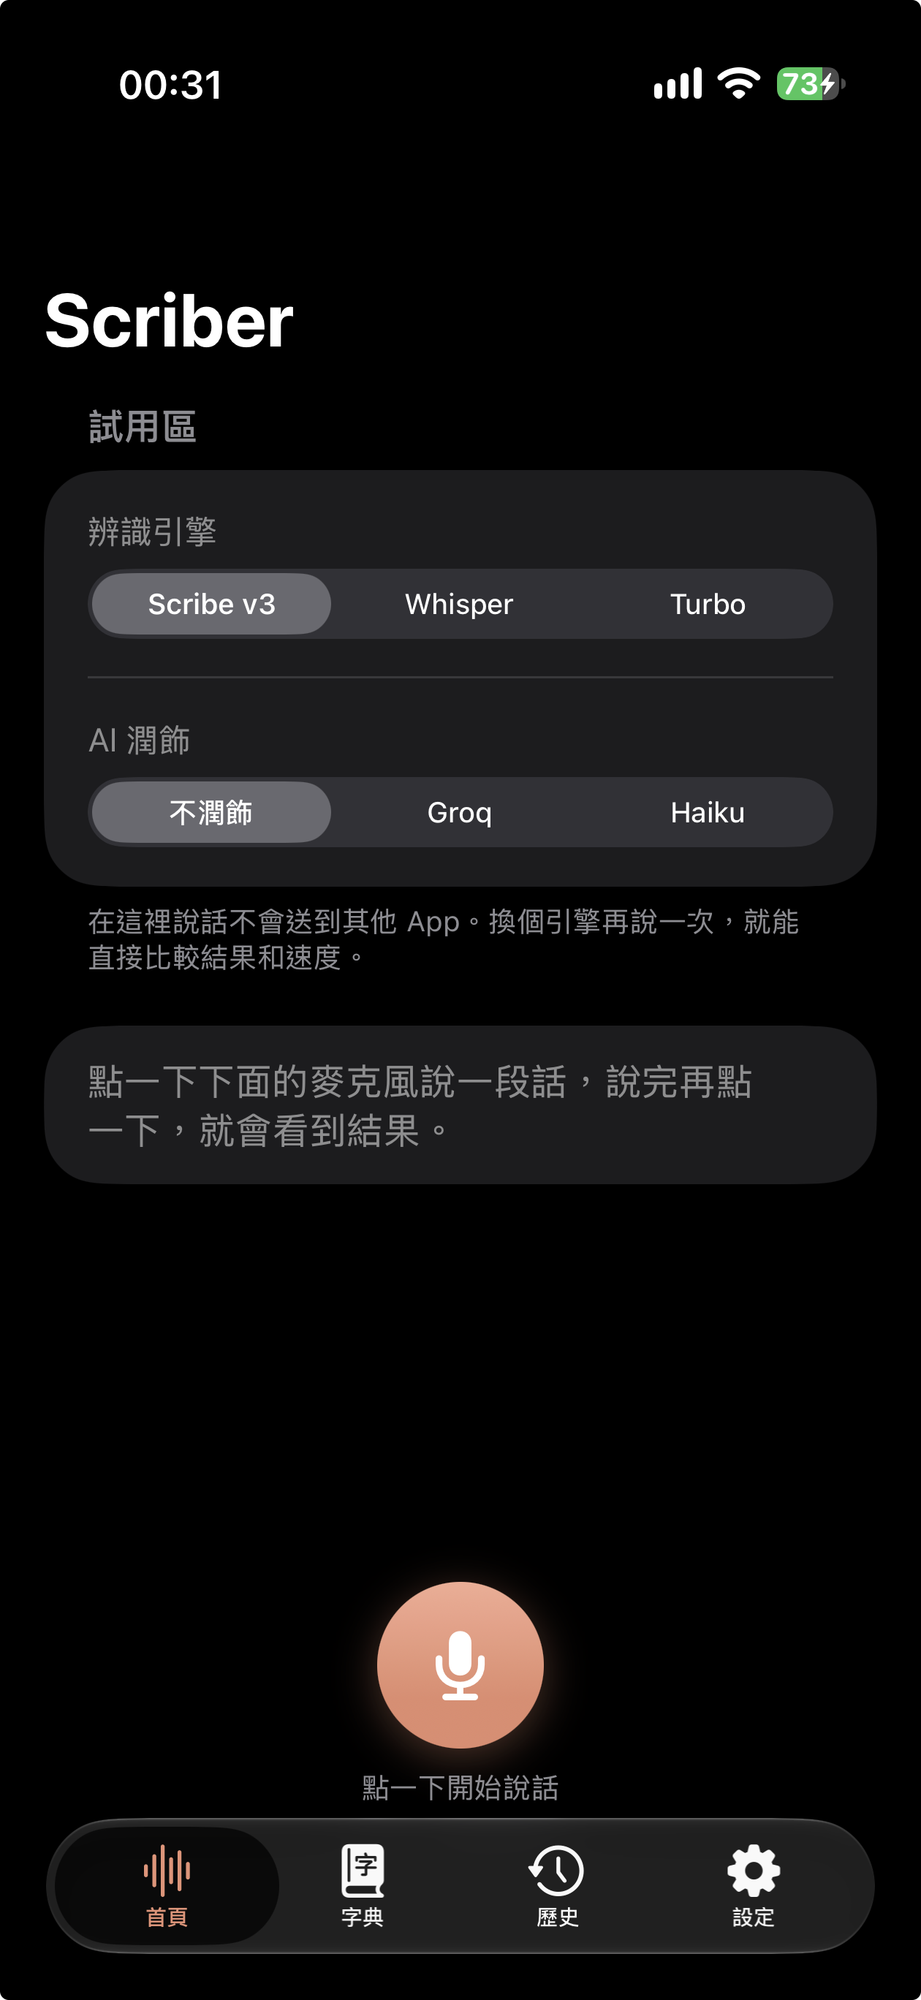 00:31
73
Scriber
試用區
辨識引擎
Scribe v3
Whisper
Turbo
AI 潤飾
不潤飾
Groq
Haiku
在這裡說話不會送到其他 App。換個引擎再說一次，就能
直接比較結果和速度。
點一下下面的麥克風說一段話，說完再點
一下，就會看到結果。
點一下開始說話
字
首頁
字典
歷史
設定